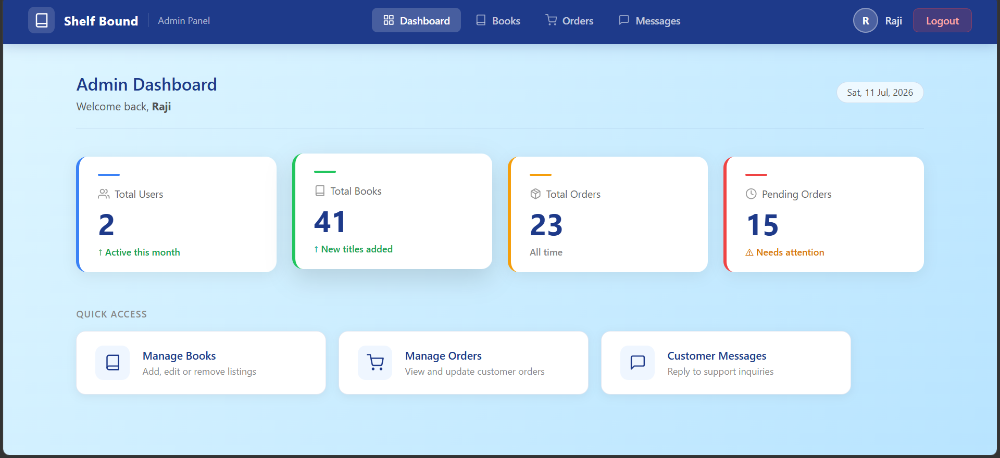 Shelf Bound Admin Panel Dashboard Books Orders Messages R Raji Logout
Admin Dashboard
Welcome back, Raji
Sat, 11 Jul, 2026
Total Users
2
↑ Active this month
Total Books
41
↑ New titles added
Total Orders
23
All time
Pending Orders
15
⚠ Needs attention
QUICK ACCESS
Manage Books
Add, edit or remove listings
Manage Orders
View and update customer orders
Customer Messages
Reply to support inquiries